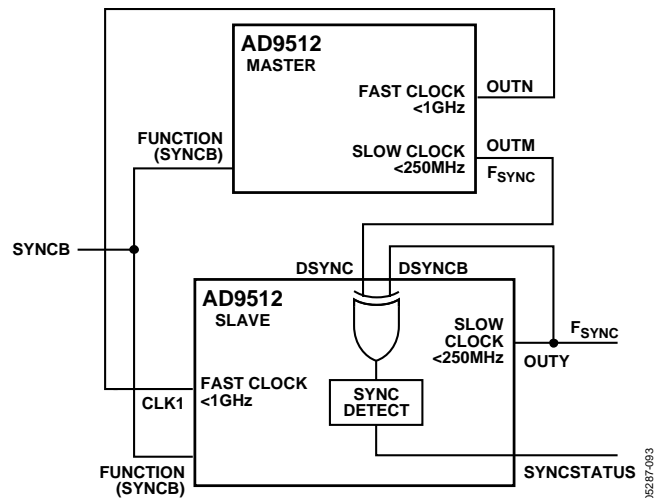 AD9512
MASTER
FAST CLOCK
<1GHz
OUTN
FUNCTION
(SYNCB)
SLOW CLOCK
<250MHz
OUTM
FSYNC
SYNCB
DSYNC
DSYNCB
AD9512
SLAVE
SLOW
CLOCK
<250MHz
FSYNC
OUTY
FAST CLOCK
<1GHz
CLK1
SYNC
DETECT
FUNCTION
(SYNCB)
SYNCSTATUS
05287-093